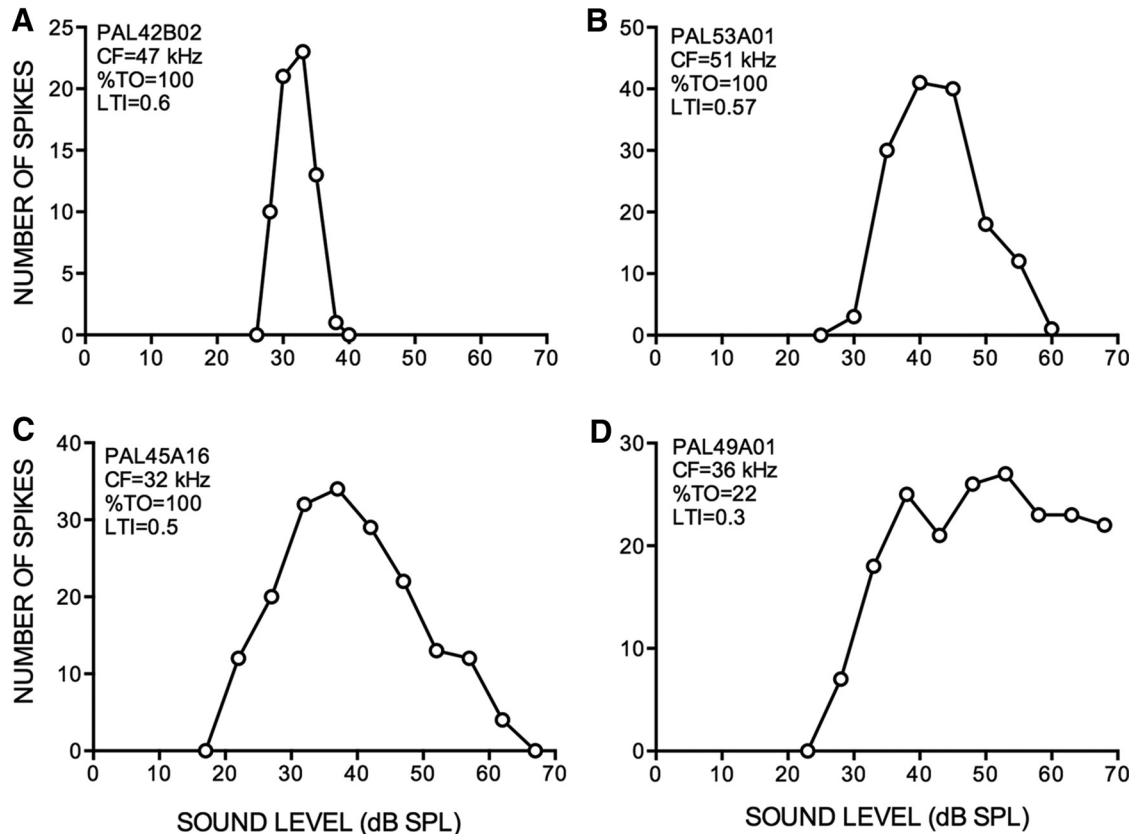 A
PAL42B02
CF=47 kHz
%TO=100
LTI=0.6
NUMBER OF SPIKES
25
20
15
10
5
0
0 10 20 30 40 50 60 70
B
PAL53A01
CF=51 kHz
%TO=100
LTI=0.57
50
40
30
20
10
0
0 10 20 30 40 50 60 70
C
PAL45A16
CF=32 kHz
%TO=100
LTI=0.5
NUMBER OF SPIKES
40
30
20
10
0
0 10 20 30 40 50 60 70
SOUND LEVEL (dB SPL)
D
PAL49A01
CF=36 kHz
%TO=22
LTI=0.3
30
20
10
0
0 10 20 30 40 50 60 70
SOUND LEVEL (dB SPL)